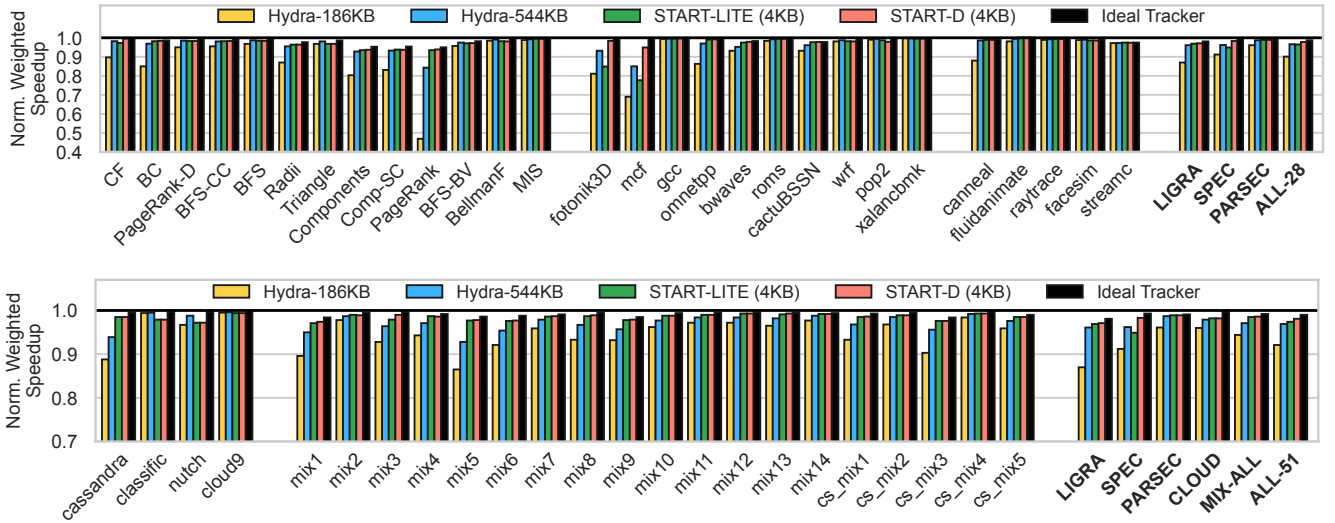 Hydra-186KB Hydra-544KB START-LITE (4KB) START-D (4KB) Ideal Tracker
Norm. Weighted
Speedup
1.0
0.9
0.8
0.7
0.6
0.5
0.4
CF BC PageRank-D BFS-CC BFS Radii Triangle Components Comp-SC PageRank BFS-BV BellmanF MIS fotonik3D mcf gcc omnetpp bwaves roms cactuBSSN wrf pop2 xalancbmk canneal fluidanimate raytrace facesim streamc LIGRA SPEC PARSEC ALL-28
Hydra-186KB Hydra-544KB START-LITE (4KB) START-D (4KB) Ideal Tracker
Norm. Weighted
Speedup
1.0
0.9
0.8
0.7
cassandra classific nutch cloud9 mix1 mix2 mix3 mix4 mix5 mix6 mix7 mix8 mix9 mix10 mix11 mix12 mix13 mix14 cs_mix1 cs_mix2 cs_mix3 cs_mix4 cs_mix5 LIGRA SPEC PARSEC CLOUD MIX-ALL ALL-51